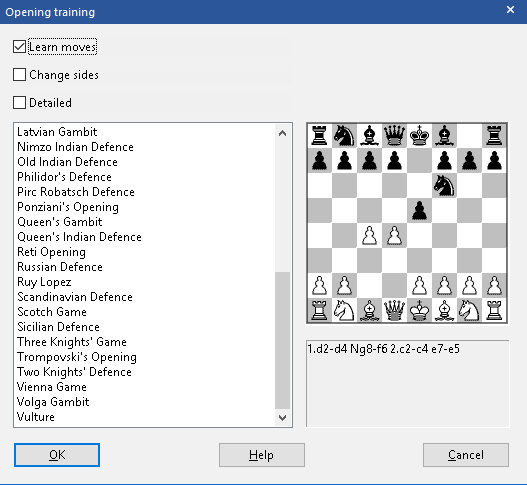 Opening training
Learn moves
Change sides
Detailed
Latvian Gambit
Nimzo Indian Defence
Old Indian Defence
Philidor's Defence
Pirc Robatsch Defence
Ponziani's Opening
Queen's Gambit
Queen's Indian Defence
Reti Opening
Russian Defence
Ruy Lopez
Scandinavian Defence
Scotch Game
Sicilian Defence
Three Knights' Game
Trompovski's Opening
Two Knights' Defence
Vienna Game
Volga Gambit
Vulture
1.d2-d4 Ng8-f6 2.c2-c4 e7-e5
OK
Help
Cancel